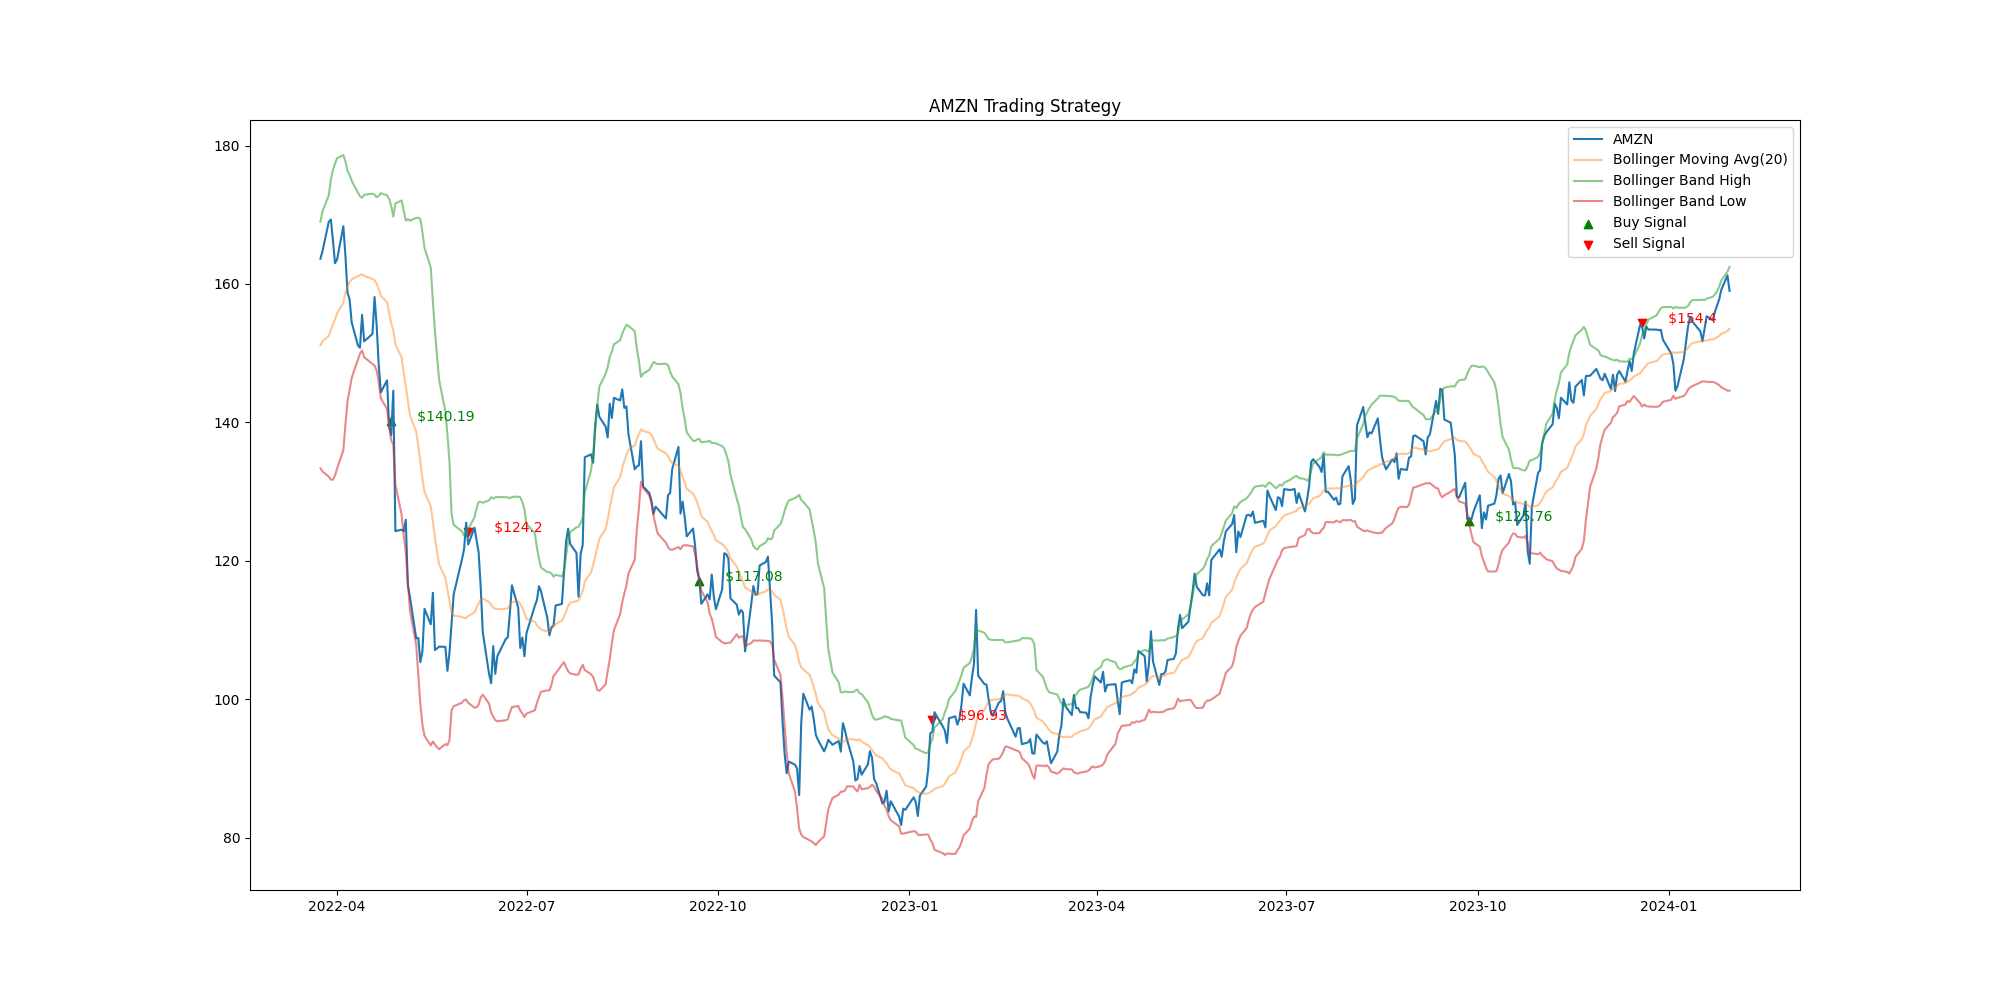 AMZN Trading Strategy
180
160
140
120
100
80
AMZN
Bollinger Moving Avg(20)
Bollinger Band High
Bollinger Band Low
Buy Signal
Sell Signal
$140.19
$124.2
$117.08
$96.93
$125.76
$154.4
2022-04
2022-07
2022-10
2023-01
2023-04
2023-07
2023-10
2024-01